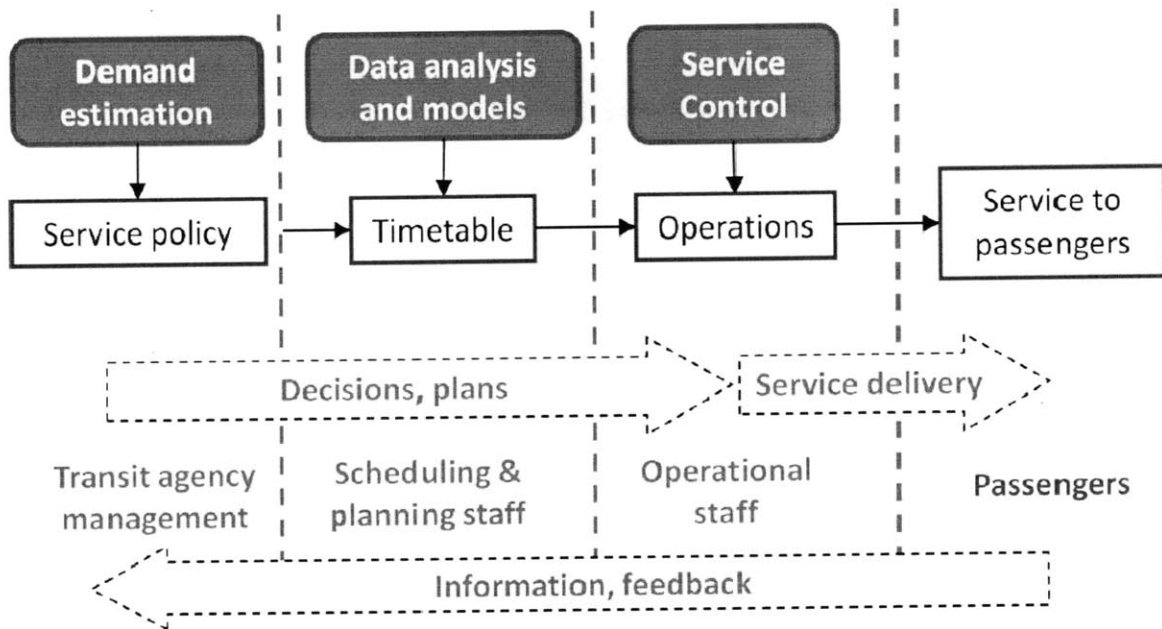 Demand
estimation
Data analysis
and models
Service
Control
Service policy
Timetable
Operations
Service to
passengers
Decisions, plans
Service delivery
Transit agency
management
Scheduling &
planning staff
Operational
staff
Passengers
Information, feedback